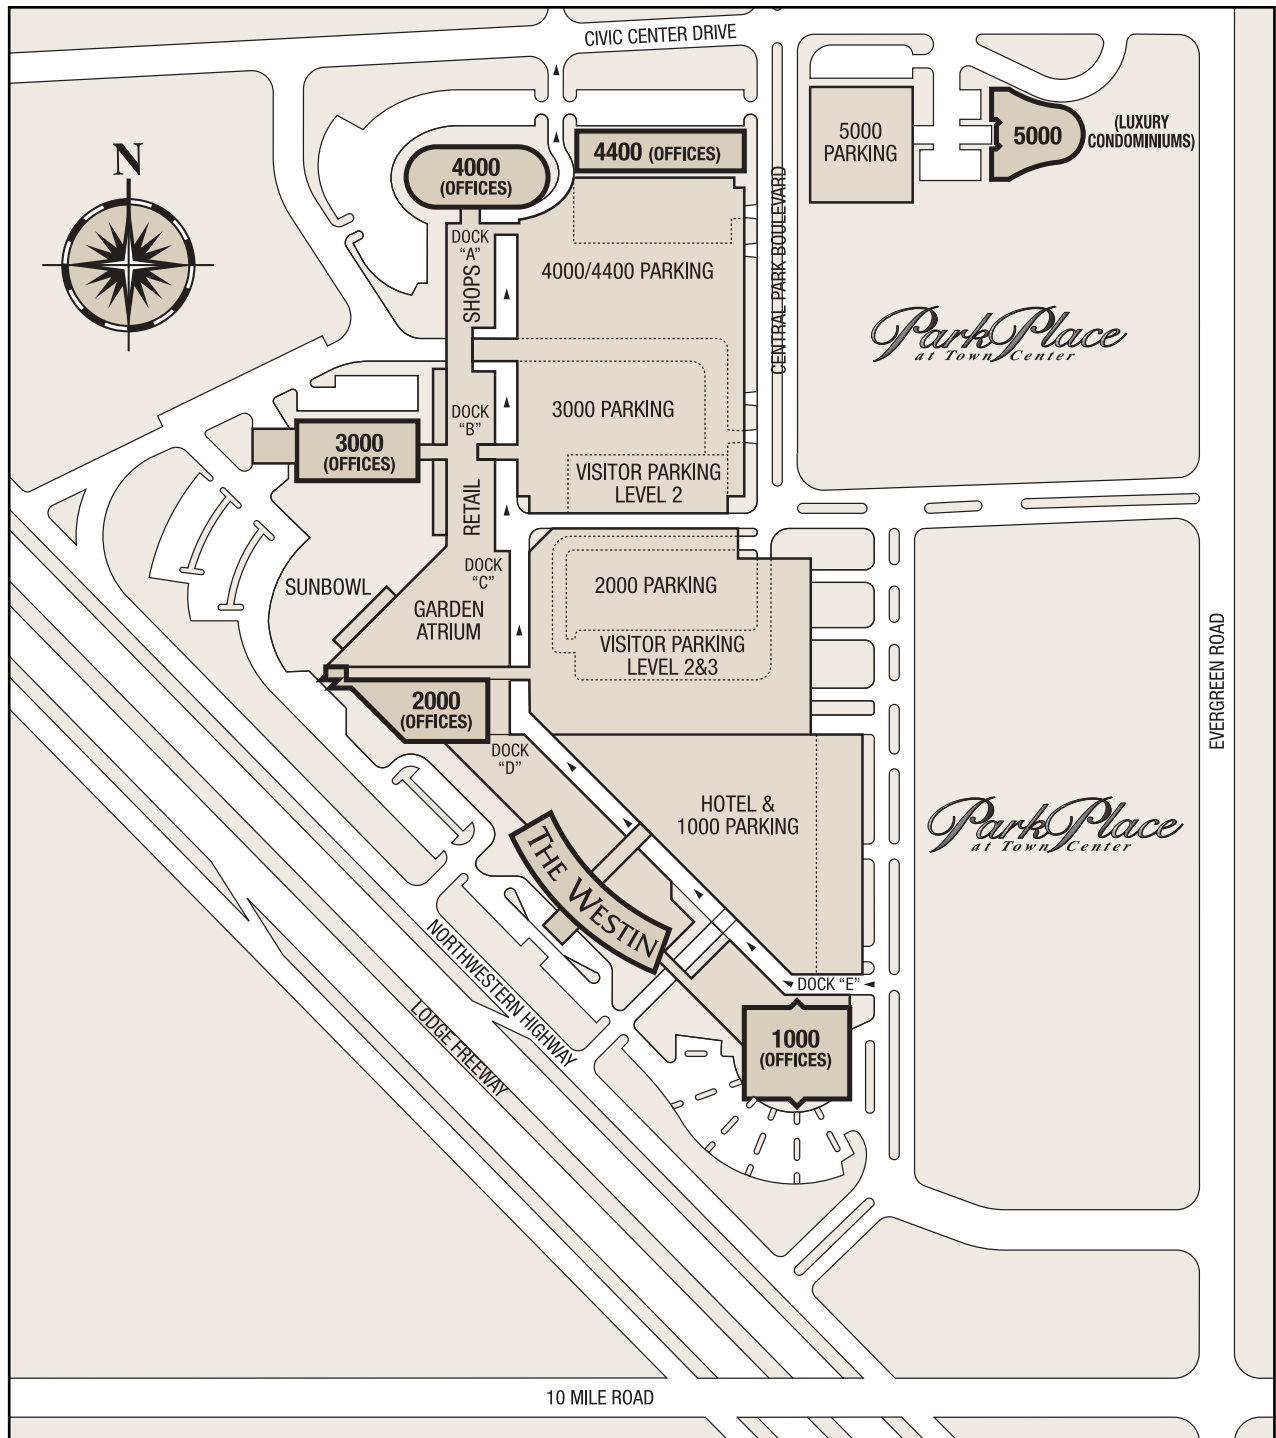 CIVIC CENTER DRIVE
N
4000
(OFFICES)
4400 (OFFICES)
5000
PARKING
5000
(LUXURY
CONDOMINIUMS)
DOCK
"A"
SHOPS
4000/4400 PARKING
CENTRAL PARK BOULEVARD
ParkPlace
at Town Center
3000
(OFFICES)
DOCK
"B"
3000 PARKING
VISITOR PARKING
LEVEL 2
RETAIL
DOCK
"C"
SUNBOWL
GARDEN
ATRIUM
2000 PARKING
VISITOR PARKING
LEVEL 2&3
EVERGREEN ROAD
2000
(OFFICES)
DOCK
"D"
HOTEL &
1000 PARKING
ParkPlace
at Town Center
THE WESTIN
NORTHWESTERN HIGHWAY
LODGE FREEWAY
DOCK "E"
1000
(OFFICES)
10 MILE ROAD